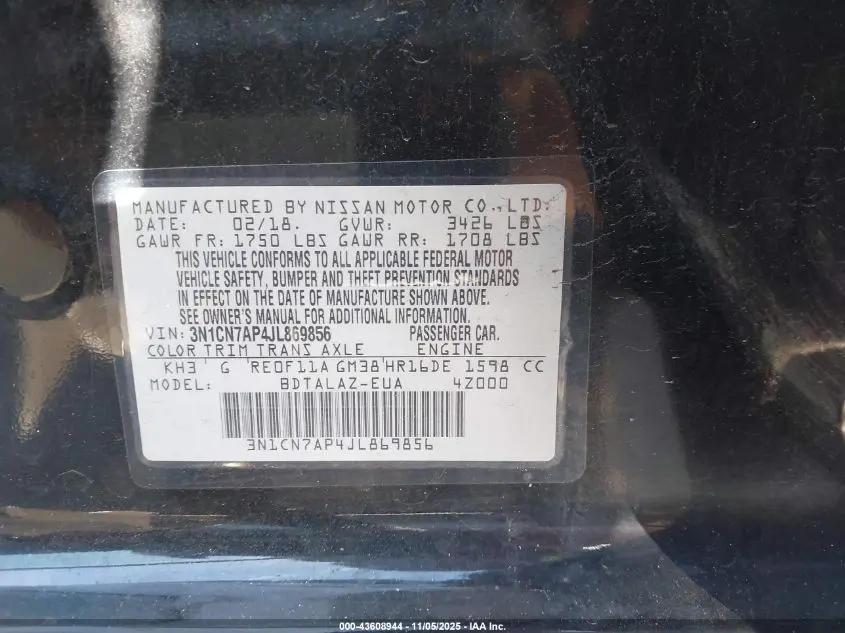 MANUFACTURED BY NISSAN MOTOR CO., LTD.
DATE: 02/18. GVWR: 3426 LBS
GAWR FR: 1750 LBS GAWR RR: 1708 LBS
THIS VEHICLE CONFORMS TO ALL APPLICABLE FEDERAL MOTOR
VEHICLE SAFETY, BUMPER AND THEFT PREVENTION STANDARDS
IN EFFECT ON THE DATE OF MANUFACTURE SHOWN ABOVE.
SEE OWNER'S MANUAL FOR ADDITIONAL INFORMATION.
VIN: 3N1CN7AP4JL869856 PASSENGER CAR.
COLOR TRIM TRANS AXLE ENGINE
KH3 G RE0F11A GM38 HR16DE 1598 CC
MODEL: BDTALAZ-EUA 4Z000
3N1CN7AP4JL869856
000-43608944 - 11/05/2025 - IAA Inc.